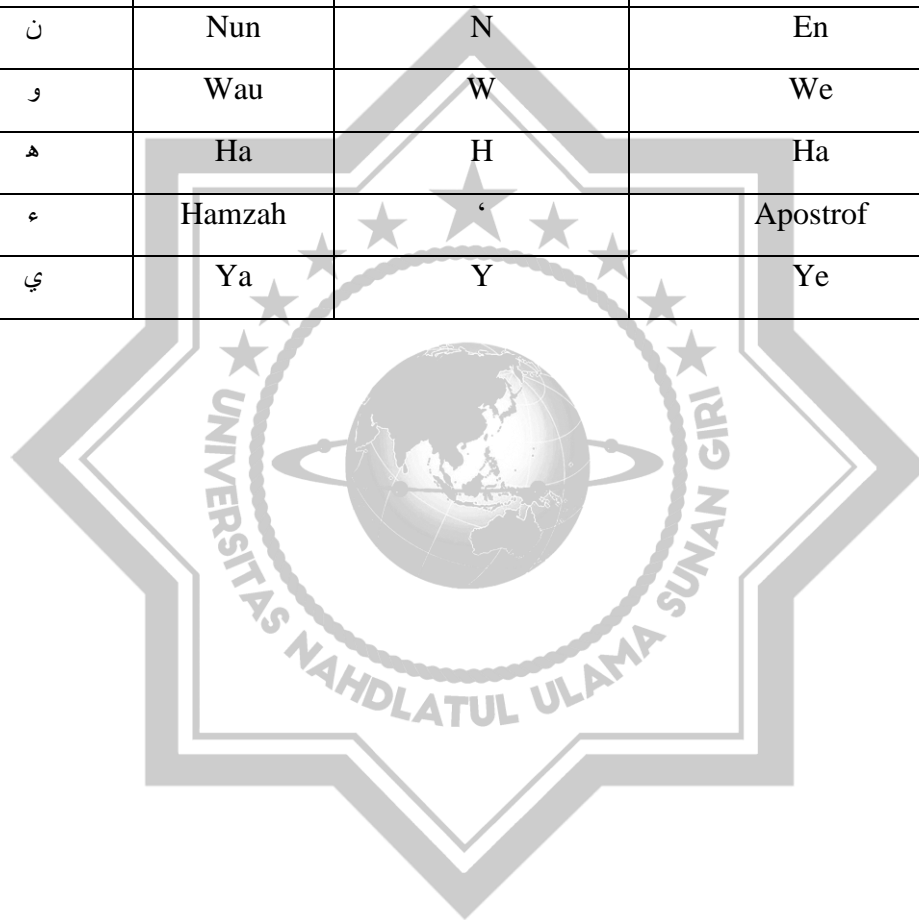 ن Nun N En
و Wau W We
ه Ha H Ha
ء Hamzah ‘ Apostrof
ي Ya Y Ye
UNIVERSITAS NAHDLATUL ULAMA SUNAN GIRI